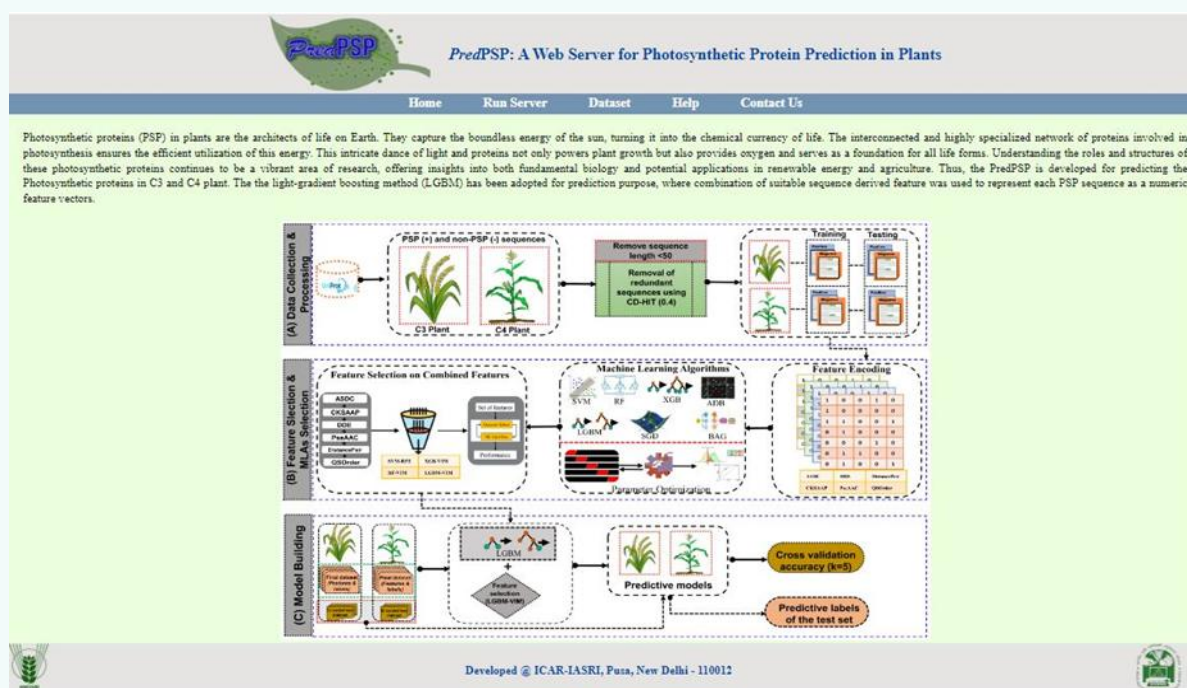 PredPSP
PredPSP: A Web Server for Photosynthetic Protein Prediction in Plants
Home Run Server Dataset Help Contact Us
Photosynthetic proteins (PSP) in plants are the architects of life on Earth. They capture the boundless energy of the sun, turning it into the chemical currency of life. The interconnected and highly specialized network of proteins involved in
photosynthesis ensures the efficient utilization of this energy. This intricate dance of light and proteins not only powers plant growth but also provides oxygen and serves as a foundation for all life forms. Understanding the roles and structures of
these photosynthetic proteins continues to be a vibrant area of research, offering insights into both fundamental biology and potential applications in renewable energy and agriculture. Thus, the PredPSP is developed for predicting the
Photosynthetic proteins in C3 and C4 plant. The the light-gradient boosting method (LGBM) has been adopted for prediction purpose, where combination of suitable sequence derived feature was used to represent each PSP sequence as a numeric
feature vectors.
(A) Data Collection &
Processing
PSP (+) and non-PSP (-) sequences
C3 Plant
C4 Plant
Remove sequence
length <50
Removal of
redundant
sequences using
CD-HIT (0.4)
Training Testing
(B) Feature Slection &
MLAs Selection
Feature Selection on Combined Features
ASDC
CKSAAP
DDE
PseAAC
DistancePair
QSOrder
SVM-RFE
RF-VIM LGBM-VIM
Performance
Machine Learning Algorithms
SVM RF XGB ADB
LGBM SGD BAG
Parameter Optimization
Feature Encoding
CKSAAP PseAAC QSOrder
(C) Model Building
Final dataset
(Features &
labels)
LGBM
+
Feature
selection
(LGBM-VIM)
Predictive models
Cross validation
accuracy (k=5)
Predictive labels
of the test set
Developed @ ICAR-IASRI, Pusa, New Delhi - 110012